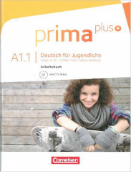 prima plus
A1.1
Deutsch für Jugendliche
Arbeitsbuch
Cornelsen